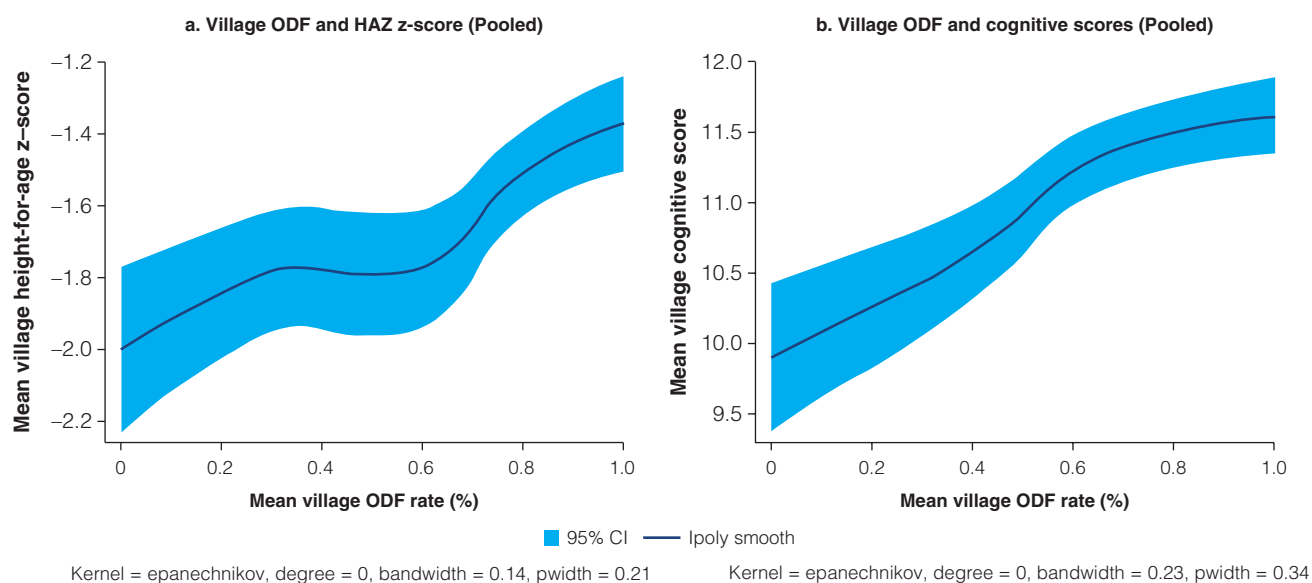 a. Village ODF and HAZ z-score (Pooled)
Mean village height-for-age z–score
–1.2
–1.4
–1.6
–1.8
–2.0
–2.2
0 0.2 0.4 0.6 0.8 1.0
Mean village ODF rate (%)
b. Village ODF and cognitive scores (Pooled)
Mean village cognitive score
12.0
11.5
11.0
10.5
10.0
9.5
0 0.2 0.4 0.6 0.8 1.0
Mean village ODF rate (%)
95% CI Ipoly smooth
Kernel = epanechnikov, degree = 0, bandwidth = 0.14, pwidth = 0.21
Kernel = epanechnikov, degree = 0, bandwidth = 0.23, pwidth = 0.34